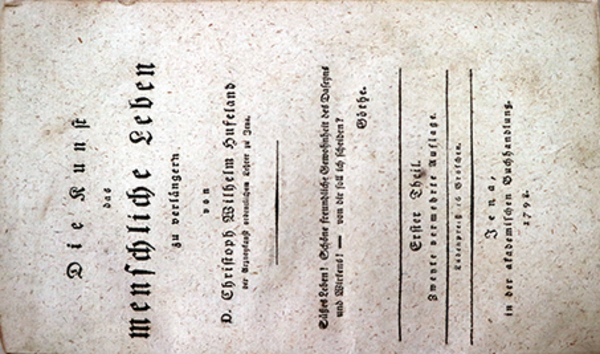 Die Kunst
das
menschliche Leben
zu verlängern
von
D. Christoph Wilhelm Hufeland
der Arzneykunst ordentlichem Lehrer zu Jena.
Süßes Leben! Schöne freundliche Gewohnheit des Daseyns
und Wirkens! — von dir soll ich scheiden?
Göthe.
Erster Theil.
Zweyte vermehrte Auflage.
Ladenpreiß 16 Groschen.
Jena,
in der akademischen Buchhandlung.
1798.